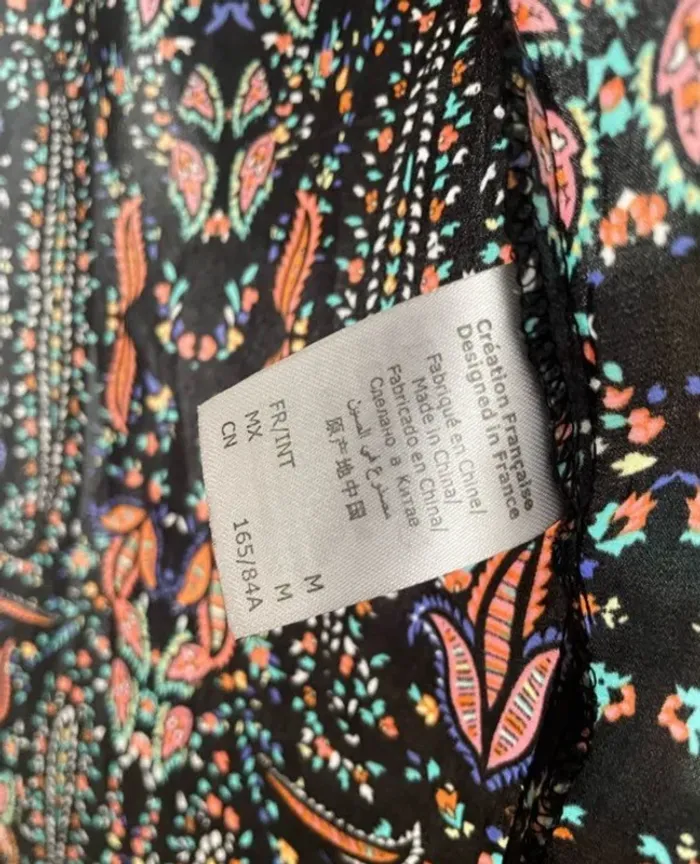 Création Française
Designed in France
Fabriqué en Chine/
Made in China/
Fabricado en China/
Сделано в Китае
مصنوع في الصين
原产地中国
FR/INT M
MX M
CN 165/84A